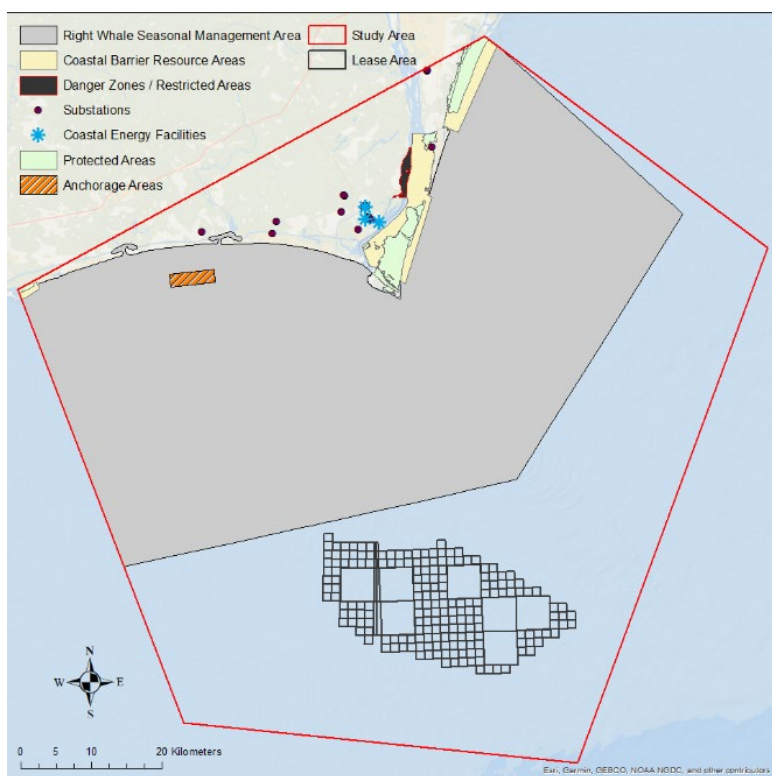 Right Whale Seasonal Management Area
Study Area
Coastal Barrier Resource Areas
Lease Area
Danger Zones / Restricted Areas
Substations
Coastal Energy Facilities
Protected Areas
Anchorage Areas
N
W E
S
0 5 10 20 Kilometers
Esri, Garmin, GEBCO, NOAA NGDC, and other contributors